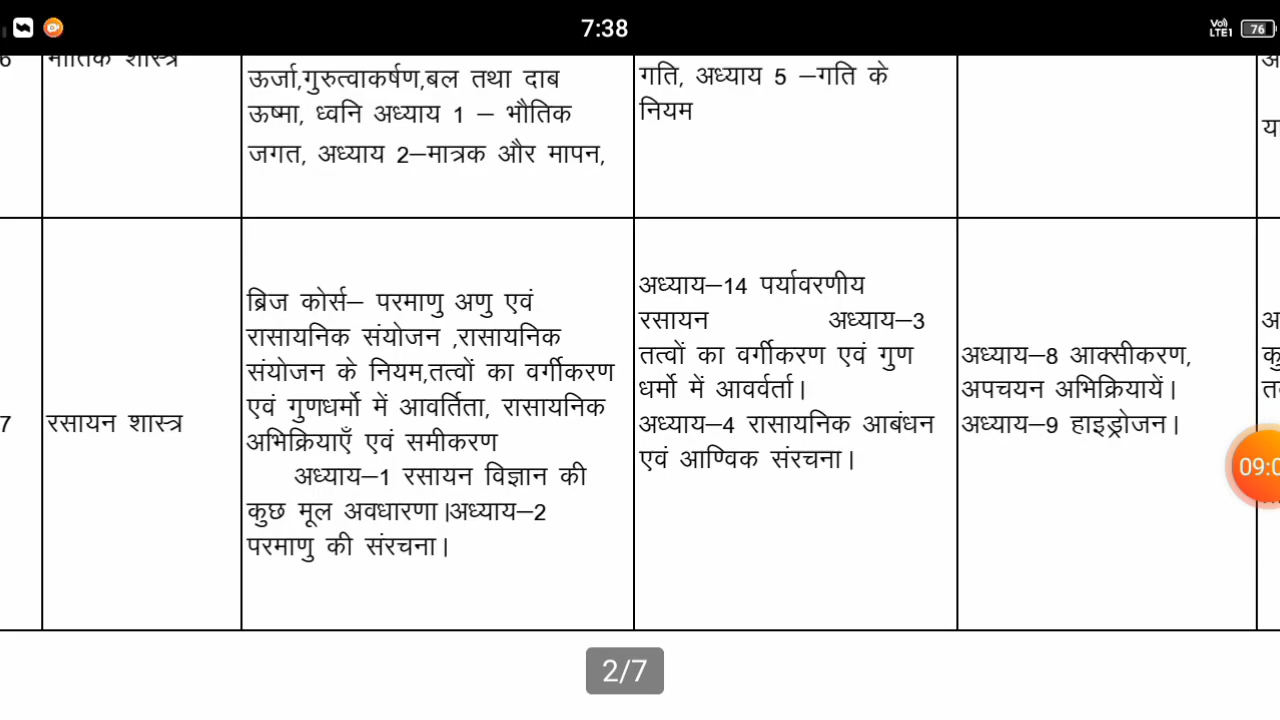 7:38
Vo)
LTE1
76
6
भौतिक शास्त्र
ऊर्जा,गुरुत्वाकर्षण,बल तथा दाब
ऊष्मा, ध्वनि अध्याय 1 – भौतिक
जगत, अध्याय 2–मात्रक और मापन,
गति, अध्याय 5 –गति के
नियम
7
रसायन शास्त्र
ब्रिज कोर्स– परमाणु अणु एवं
रासायनिक संयोजन ,रासायनिक
संयोजन के नियम,तत्वों का वर्गीकरण
एवं गुणधर्मो में आवर्तिता, रासायनिक
अभिक्रियाएँ एवं समीकरण
अध्याय–1 रसायन विज्ञान की
कुछ मूल अवधारणा।अध्याय–2
परमाणु की संरचना।
अध्याय–14 पर्यावरणीय
रसायन अध्याय–3
तत्वों का वर्गीकरण एवं गुण
धर्मो में आवर्वर्ता।
अध्याय–4 रासायनिक आबंधन
एवं आण्विक संरचना।
अध्याय–8 आक्सीकरण,
अपचयन अभिक्रियायें।
अध्याय–9 हाइड्रोजन।
2/7